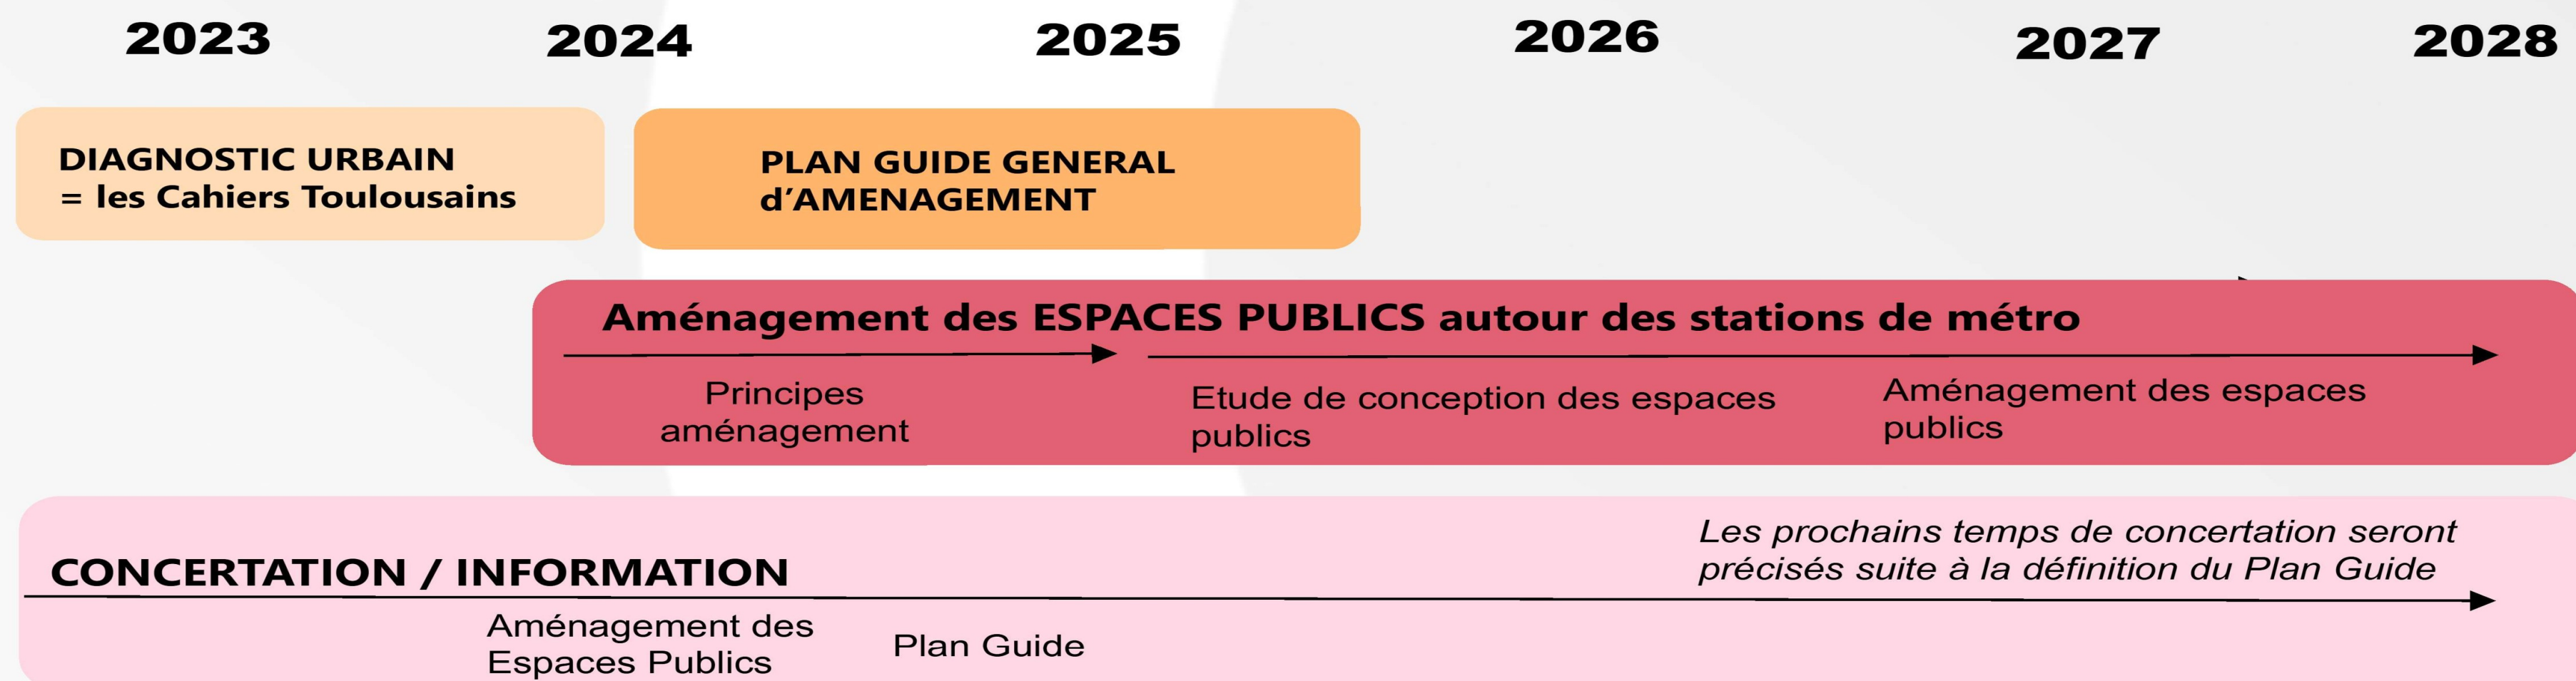 2023 2024 2025 2026 2027 2028
DIAGNOSTIC URBAIN
= les Cahiers Toulousains
PLAN GUIDE GENERAL
d’AMENAGEMENT
Aménagement des ESPACES PUBLICS autour des stations de métro
Principes
aménagement
Etude de conception des espaces
publics
Aménagement des espaces
publics
CONCERTATION / INFORMATION
Les prochains temps de concertation seront
précisés suite à la définition du Plan Guide
Aménagement des
Espaces Publics
Plan Guide